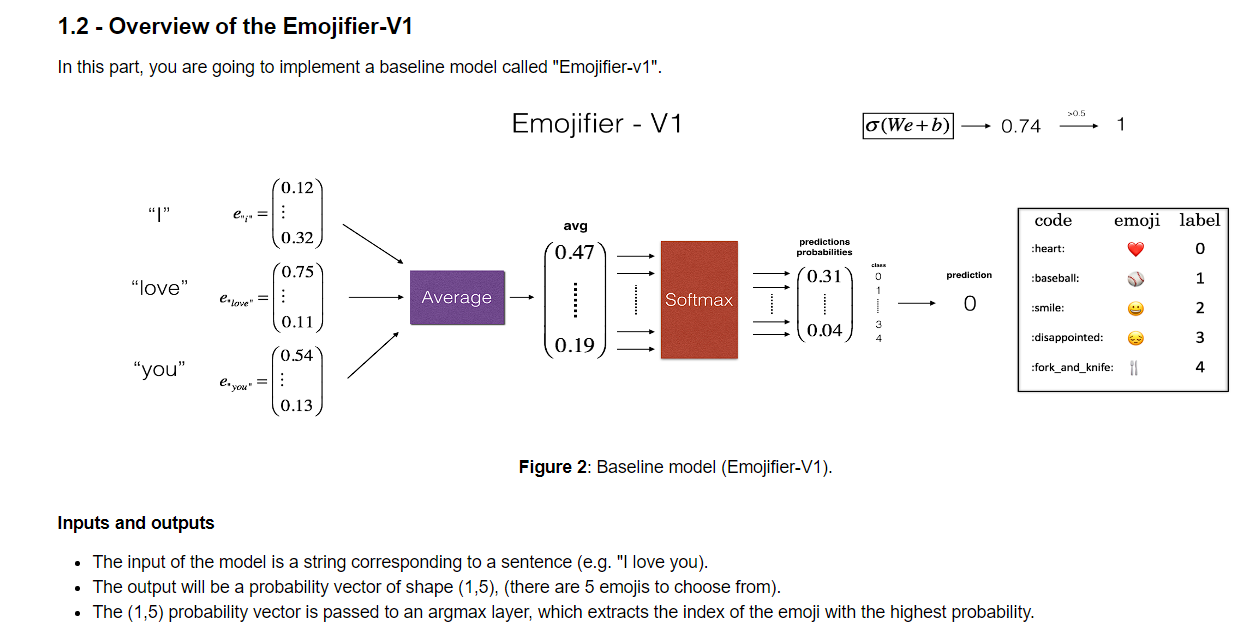 1.2 - Overview of the Emojifier-V1
In this part, you are going to implement a baseline model called "Emojifier-v1".
Emojifier - V1
σ(We+b) 0.74 >0.5 1
“I” e"i" = 0.12 ⋮ 0.32
“love” e"love" = 0.75 ⋮ 0.11
“you” e"you" = 0.54 ⋮ 0.13
Average
avg
0.47
0.19
Softmax
predictions
probabilities
0.31
0.04
class
0
1
3
4
prediction
0
code emoji label
:heart: ❤️ 0
:baseball: ⚾ 1
:smile: 😀 2
:disappointed: 😞 3
:fork_and_knife: 🍴 4
Figure 2: Baseline model (Emojifier-V1).
Inputs and outputs
• The input of the model is a string corresponding to a sentence (e.g. "I love you).
• The output will be a probability vector of shape (1,5), (there are 5 emojis to choose from).
• The (1,5) probability vector is passed to an argmax layer, which extracts the index of the emoji with the highest probability.